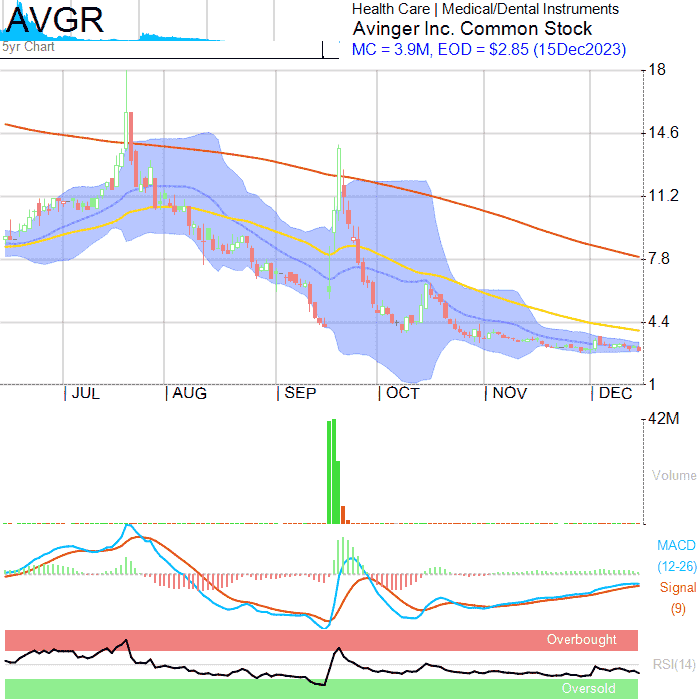 AVGR
5yr Chart
Health Care | Medical/Dental Instruments
Avinger Inc. Common Stock
MC = 3.9M, EOD = $2.85 (15Dec2023)
18
14.6
11.2
7.8
4.4
1
| JUL | AUG | SEP | OCT | NOV | DEC
42M
Volume
MACD
(12-26)
Signal
(9)
Overbought
RSI(14)
Oversold